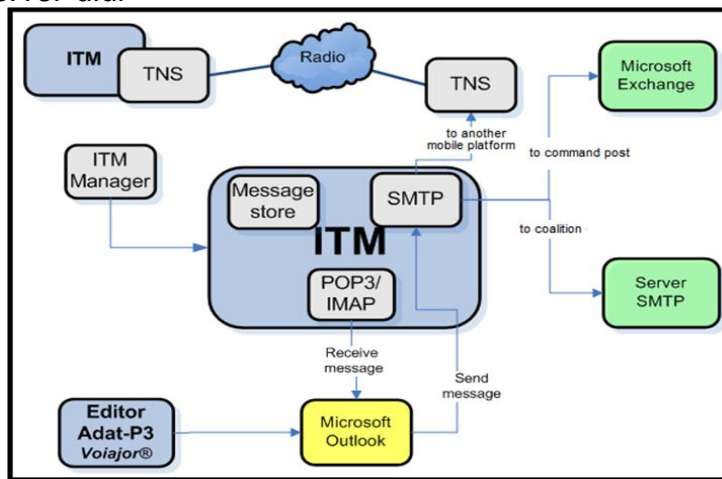 ITM
TNS
Radio
TNS
Microsoft
Exchange
to another
mobile platform
to command post
ITM
Manager
Message
store
SMTP
ITM
to coalition
POP3/
IMAP
Server
SMTP
Receive
message
Send
message
Editor
Adat-P3
Voiajor®
Microsoft
Outlook